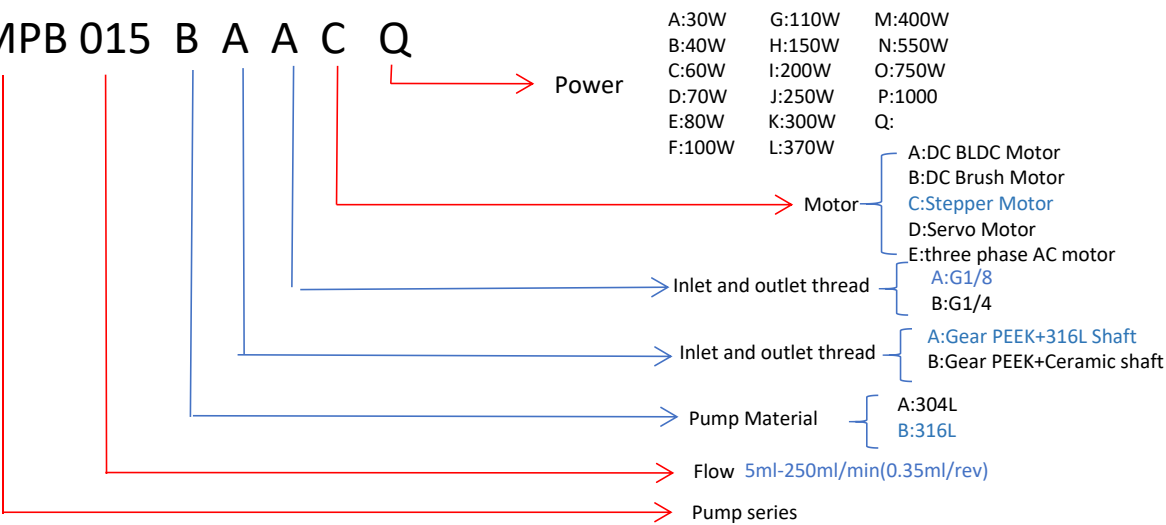 MPB 015 B A A C Q
Power
A:30W G:110W M:400W
B:40W H:150W N:550W
C:60W I:200W O:750W
D:70W J:250W P:1000
E:80W K:300W Q:
F:100W L:370W
Motor
A:DC BLDC Motor
B:DC Brush Motor
C:Stepper Motor
D:Servo Motor
E:three phase AC motor
Inlet and outlet thread
A:G1/8
B:G1/4
Inlet and outlet thread
A:Gear PEEK+316L Shaft
B:Gear PEEK+Ceramic shaft
Pump Material
A:304L
B:316L
Flow 5ml-250ml/min(0.35ml/rev)
Pump series